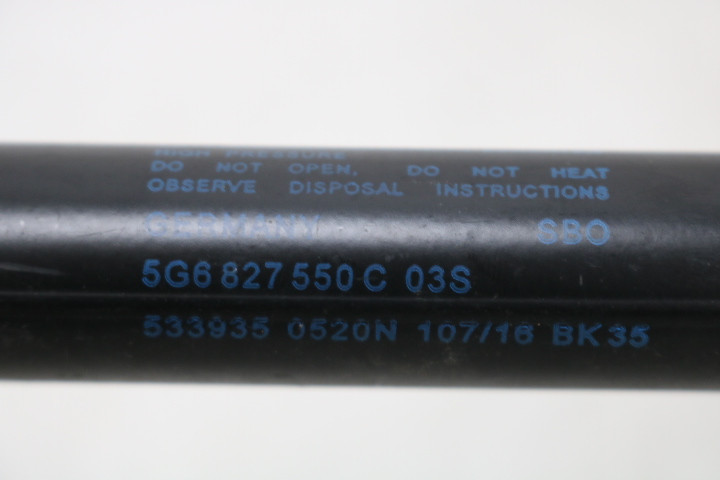 HIGH PRESSURE
DO NOT OPEN, DO NOT HEAT
OBSERVE DISPOSAL INSTRUCTIONS
GERMANY SBO
5G6 827 550 C 03S
533935 0520N 107/16 BK35